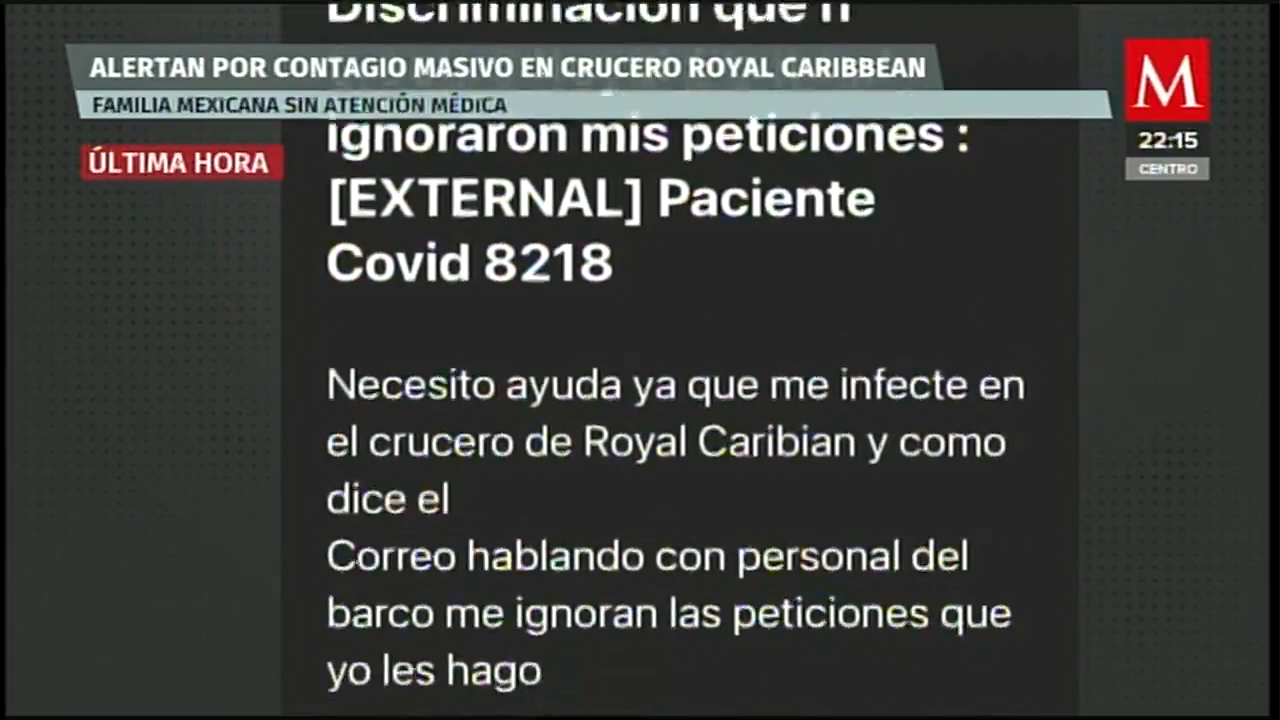 Discriminación que n
ALERTAN POR CONTAGIO MASIVO EN CRUCERO ROYAL CARIBBEAN
FAMILIA MEXICANA SIN ATENCIÓN MÉDICA
M
22:15
CENTRO
ÚLTIMA HORA
ignoraron mis peticiones :
[EXTERNAL] Paciente
Covid 8218
Necesito ayuda ya que me infecte en
el crucero de Royal Caribian y como
dice el
Correo hablando con personal del
barco me ignoran las peticiones que
yo les hago